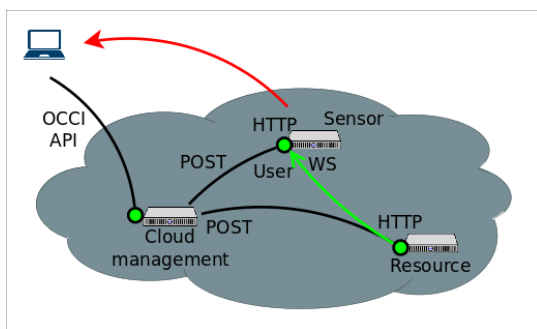 OCCI
API
HTTP
Sensor
POST
User
WS
POST
HTTP
Cloud
management
Resource